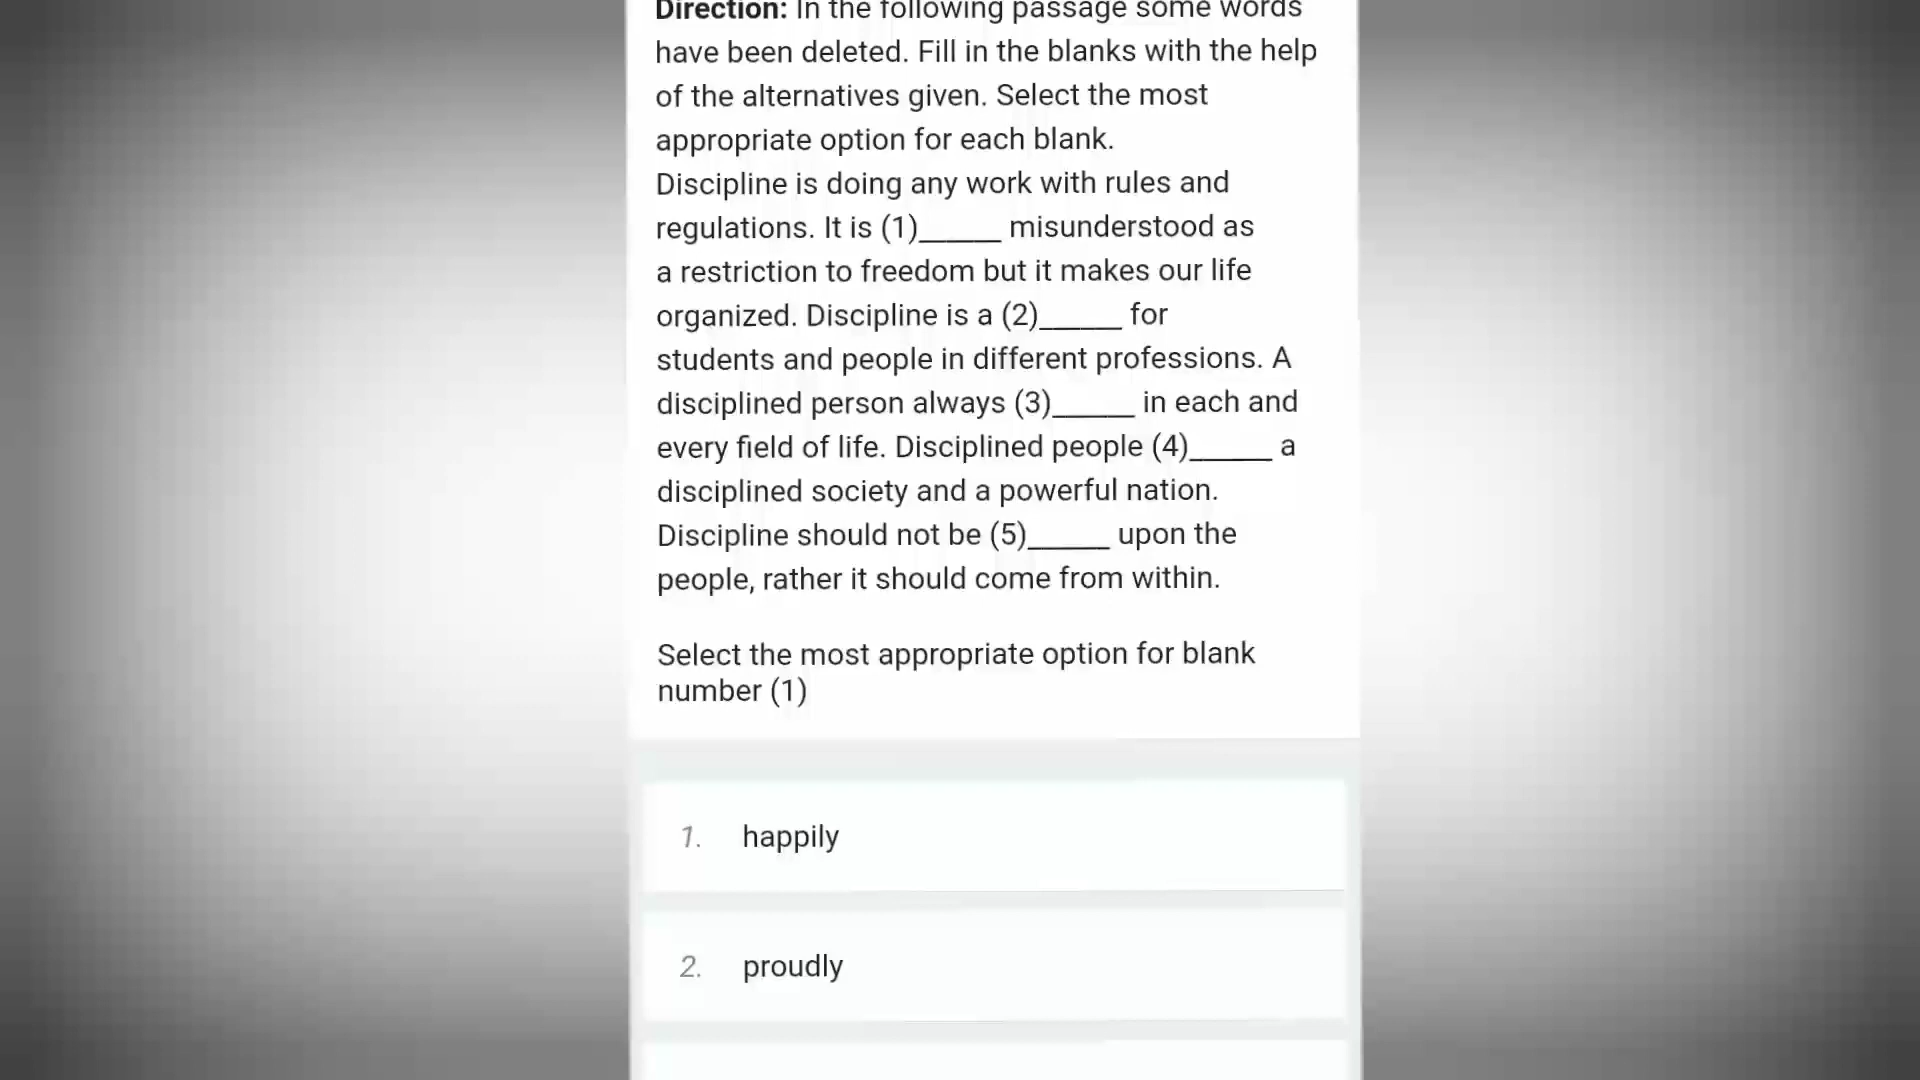 Direction: In the following passage some words
have been deleted. Fill in the blanks with the help
of the alternatives given. Select the most
appropriate option for each blank.
Discipline is doing any work with rules and
regulations. It is (1)______ misunderstood as
a restriction to freedom but it makes our life
organized. Discipline is a (2)______ for
students and people in different professions. A
disciplined person always (3)______ in each and
every field of life. Disciplined people (4)______ a
disciplined society and a powerful nation.
Discipline should not be (5)______ upon the
people, rather it should come from within.
Select the most appropriate option for blank
number (1)
1. happily
2. proudly